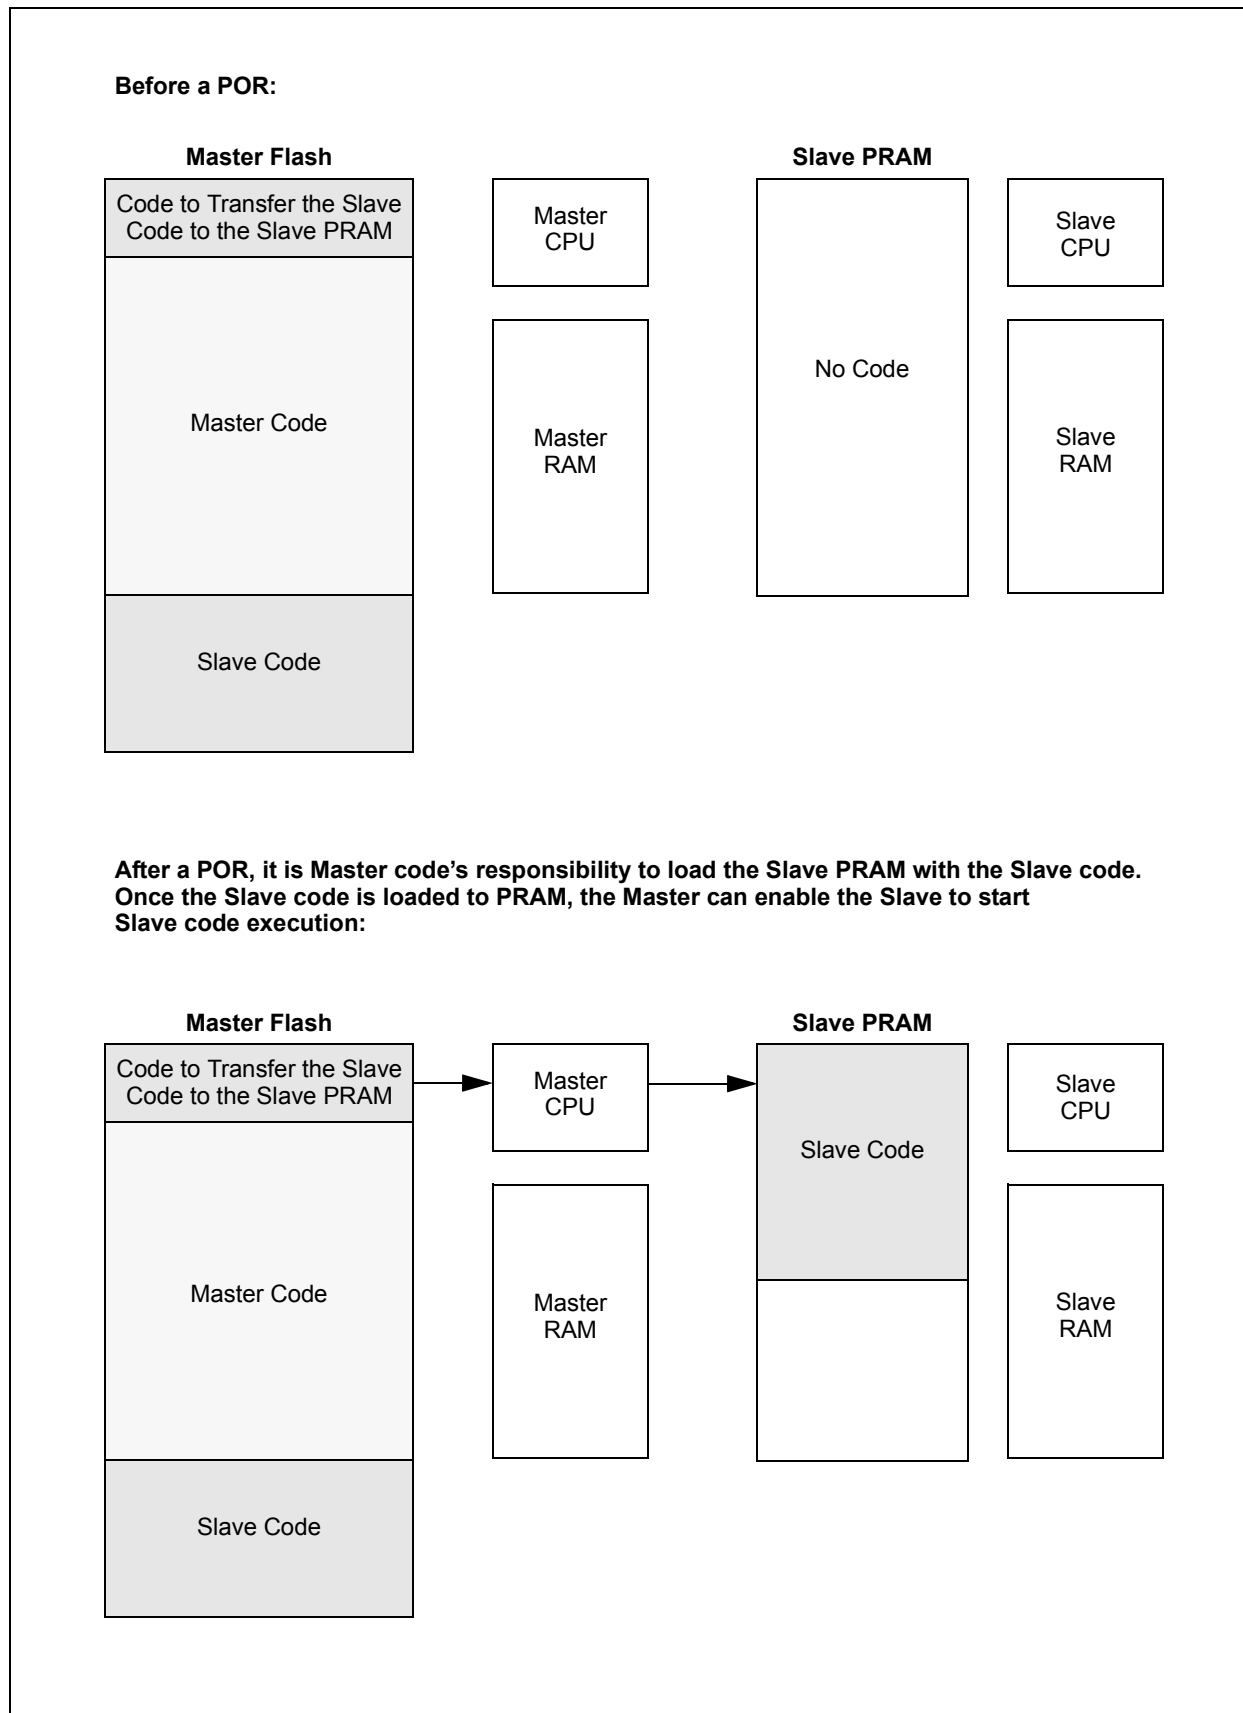 Before a POR:
Master Flash
Slave PRAM
Code to Transfer the Slave
Code to the Slave PRAM
Master
CPU
Slave
CPU
No Code
Master Code
Master
RAM
Slave
RAM
Slave Code
After a POR, it is Master code’s responsibility to load the Slave PRAM with the Slave code.
Once the Slave code is loaded to PRAM, the Master can enable the Slave to start
Slave code execution:
Master Flash
Slave PRAM
Code to Transfer the Slave
Code to the Slave PRAM
Master
CPU
Slave
CPU
Slave Code
Master Code
Master
RAM
Slave
RAM
Slave Code